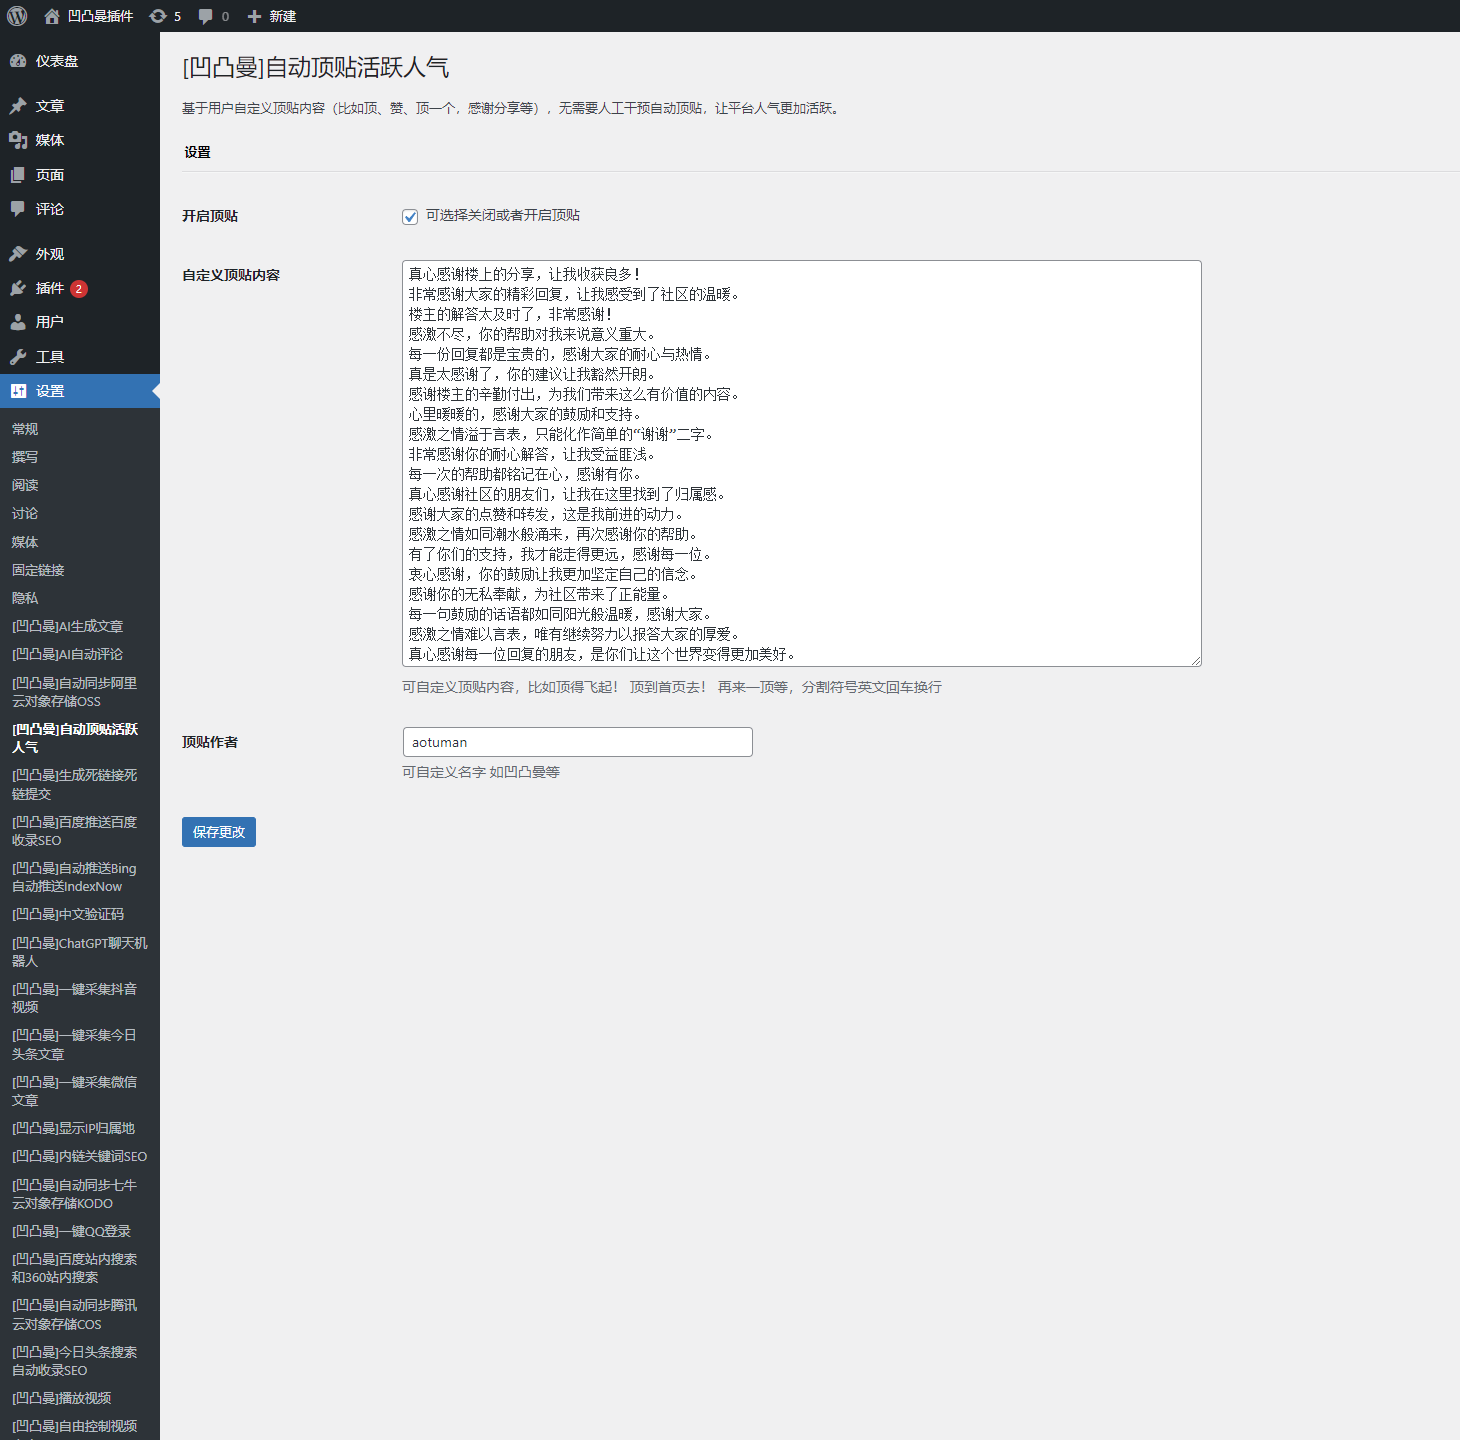 凹凸曼插件 5 0 新建
仪表盘
文章
媒体
页面
评论
外观
插件 2
用户
工具
设置
常规
撰写
阅读
讨论
媒体
固定链接
隐私
[凹凸曼]AI生成文章
[凹凸曼]AI自动评论
[凹凸曼]自动同步阿里
云对象存储OSS
[凹凸曼]自动顶贴活跃
人气
[凹凸曼]生成死链接死
链提交
[凹凸曼]百度推送百度
收录SEO
[凹凸曼]自动推送Bing
自动推送IndexNow
[凹凸曼]中文验证码
[凹凸曼]ChatGPT聊天机
器人
[凹凸曼]一键采集抖音
视频
[凹凸曼]一键采集今日
头条文章
[凹凸曼]一键采集微信
文章
[凹凸曼]显示IP归属地
[凹凸曼]内链关键词SEO
[凹凸曼]自动同步七牛
云对象存储KODO
[凹凸曼]一键QQ登录
[凹凸曼]百度站内搜索
和360站内搜索
[凹凸曼]自动同步腾讯
云对象存储COS
[凹凸曼]今日头条搜索
自动收录SEO
[凹凸曼]播放视频
[凹凸曼]自由控制视频
[凹凸曼]自动顶贴活跃人气
基于用户自定义顶贴内容（比如顶、赞、顶一个，感谢分享等），无需要人工干预自动顶贴，让平台人气更加活跃。
设置
开启顶贴
可选择关闭或者开启顶贴
自定义顶贴内容
真心感谢楼上的分享，让我收获良多！
非常感谢大家的精彩回复，让我感受到了社区的温暖。
楼主的解答太及时了，非常感谢！
感激不尽，你的帮助对我来说意义重大。
每一份回复都是宝贵的，感谢大家的耐心与热情。
真是太感谢了，你的建议让我豁然开朗。
感谢楼主的辛勤付出，为我们带来这么有价值的内容。
心里暖暖的，感谢大家的鼓励和支持。
感激之情溢于言表，只能化作简单的“谢谢”二字。
非常感谢你的耐心解答，让我受益匪浅。
每一次的帮助都铭记在心，感谢有你。
真心感谢社区的朋友们，让我在这里找到了归属感。
感谢大家的点赞和转发，这是我前进的动力。
感激之情如同潮水般涌来，再次感谢你的帮助。
有了你们的支持，我才能走得更远，感谢每一位。
衷心感谢，你的鼓励让我更加坚定自己的信念。
感谢你的无私奉献，为社区带来了正能量。
每一句鼓励的话语都如同阳光般温暖，感谢大家。
感激之情难以言表，唯有继续努力以报答大家的厚爱。
真心感谢每一位回复的朋友，是你们让这个世界变得更加美好。
可自定义顶贴内容，比如顶得飞起！ 顶到首页去！ 再来一顶等，分割符号英文回车换行
顶贴作者
aotuman
可自定义名字 如凹凸曼等
保存更改